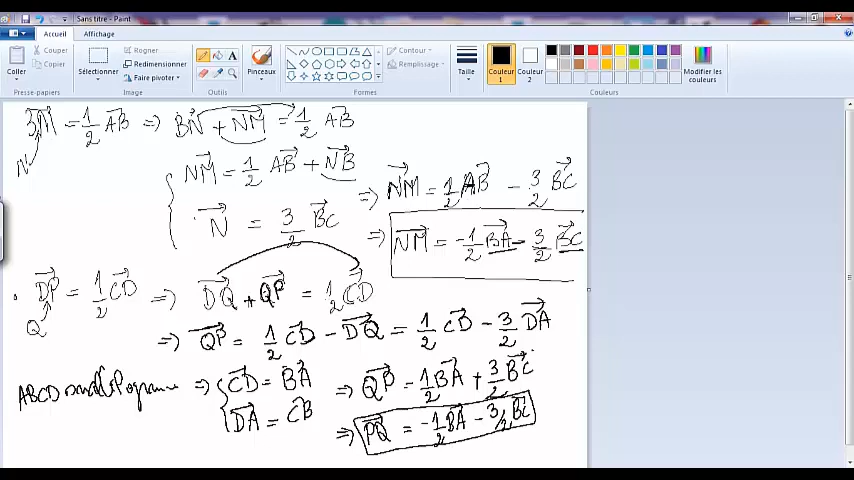 Sans titre - Paint
Accueil Affichage
Coller
Couper
Copier
Presse-papiers
Sélectionner
Rogner
Redimensionner
Faire pivoter
Image
Outils
Pinceaux
Formes
Contour
Remplissage
Taille
Couleur 1
Couleur 2
Modifier les couleurs
Couleurs
BM = 1/2 AB ⇒ BN + NM = 1/2 AB
N
NM = 1/2 AB + NB
⇒ NM = 1/2 AB - 3/2 BC
N = 3/2 BC
⇒ NM = -1/2 BA - 3/2 BC
• DP = 1/2 CD ⇒ DQ + QP = 1/2 CD
Q
⇒ QP = 1/2 CD - DQ = 1/2 CD - 3/2 DA
ABCD ⇒ CD = BA ⇒ QP = 1/2 BA + 3/2 BC
DA = CB
⇒ PQ = -1/2 BA - 3/2 BC